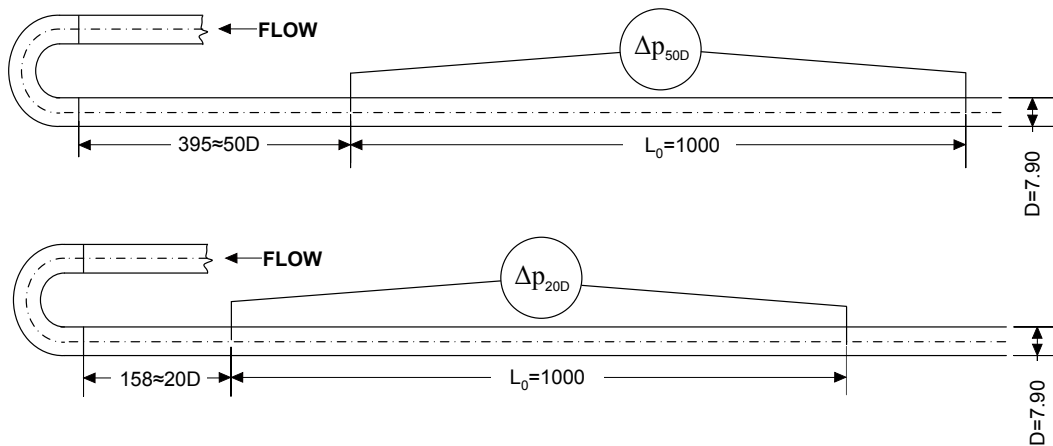 FLOW
Δp50D
395≈50D
L0=1000
D=7.90
FLOW
Δp20D
158≈20D
L0=1000
D=7.90